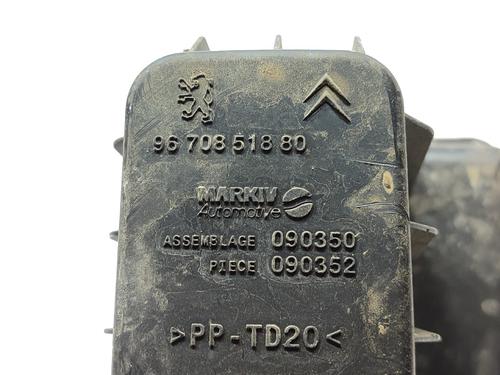 96 708 518 80
MARKIV
Automotive
ASSEMBLAGE 090350
PIECE 090352
>PP-TD20<